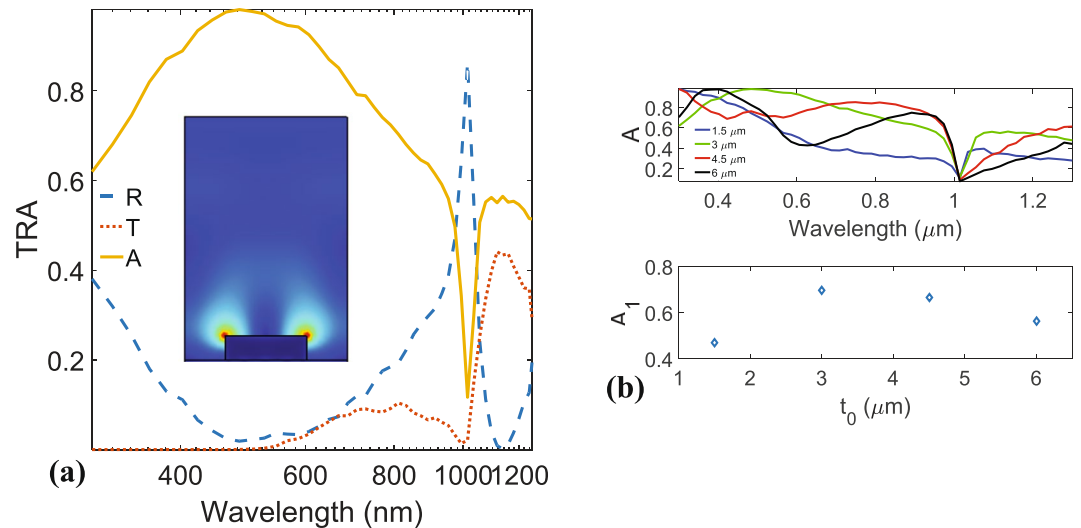 0.8
0.6
0.4
0.2
TRA
R
T
A
400
600
800
1000
1200
Wavelength (nm)
(a)
0.8
0.6
0.4
0.2
A
1.5 μm
3 μm
4.5 μm
6 μm
0.4
0.6
0.8
1
1.2
Wavelength (μm)
0.8
0.6
0.4
A1
1
2
3
4
5
6
t0 (μm)
(b)